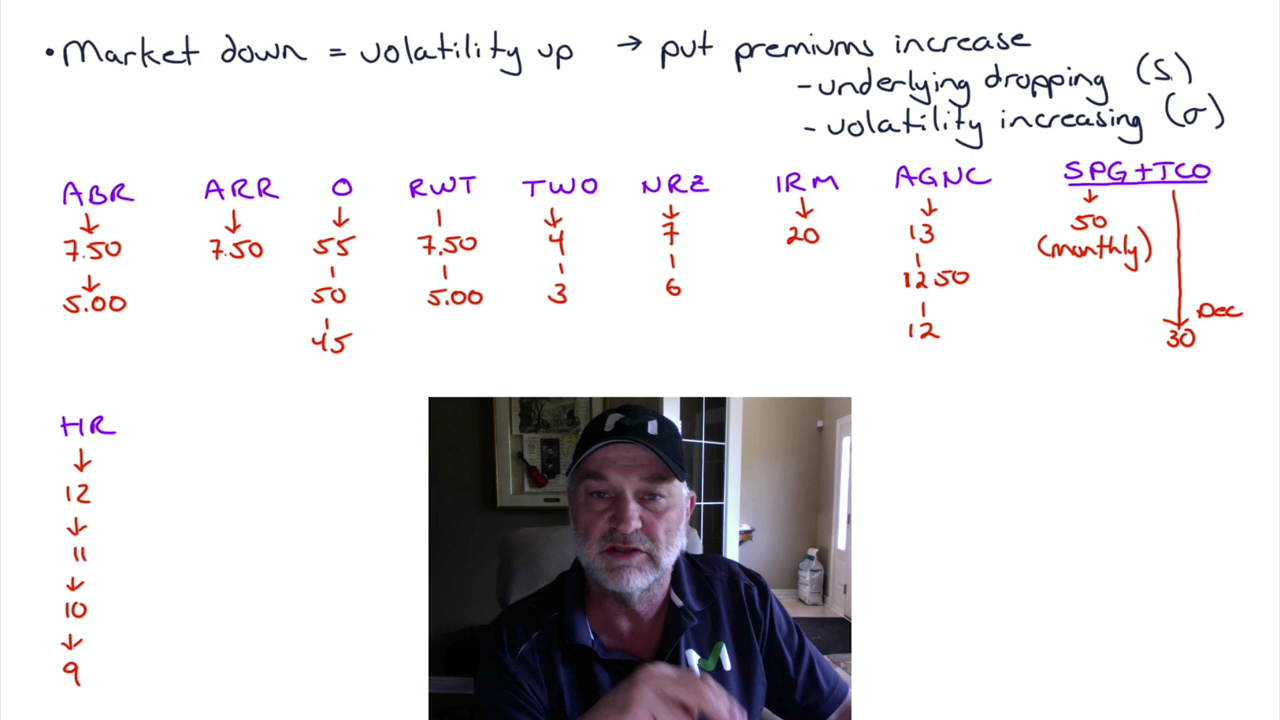 • Market down = volatility up → put premiums increase
- underlying dropping (S)
- volatility increasing (σ)
ABR ARR O RWT TWO NRZ IRM AGNC SPG+TCO
7.50 7.50 55 7.50 4 7 20 13 50
(monthly)
5.00 50 5.00 3 6 12 50
Dec
45 12 30
HR
12
11
10
9